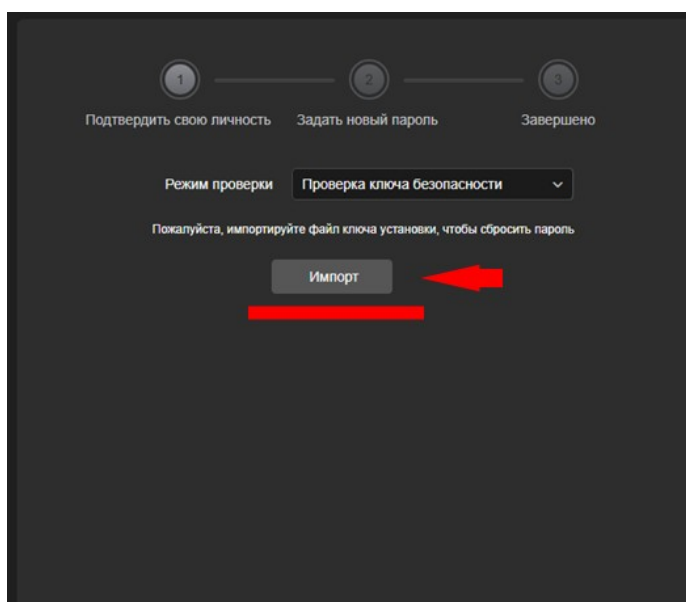 1
2
3
Подтвердить свою личность
Задать новый пароль
Завершено
Режим проверки
Проверка ключа безопасности
Пожалуйста, импортируйте файл ключа установки, чтобы сбросить пароль
Импорт